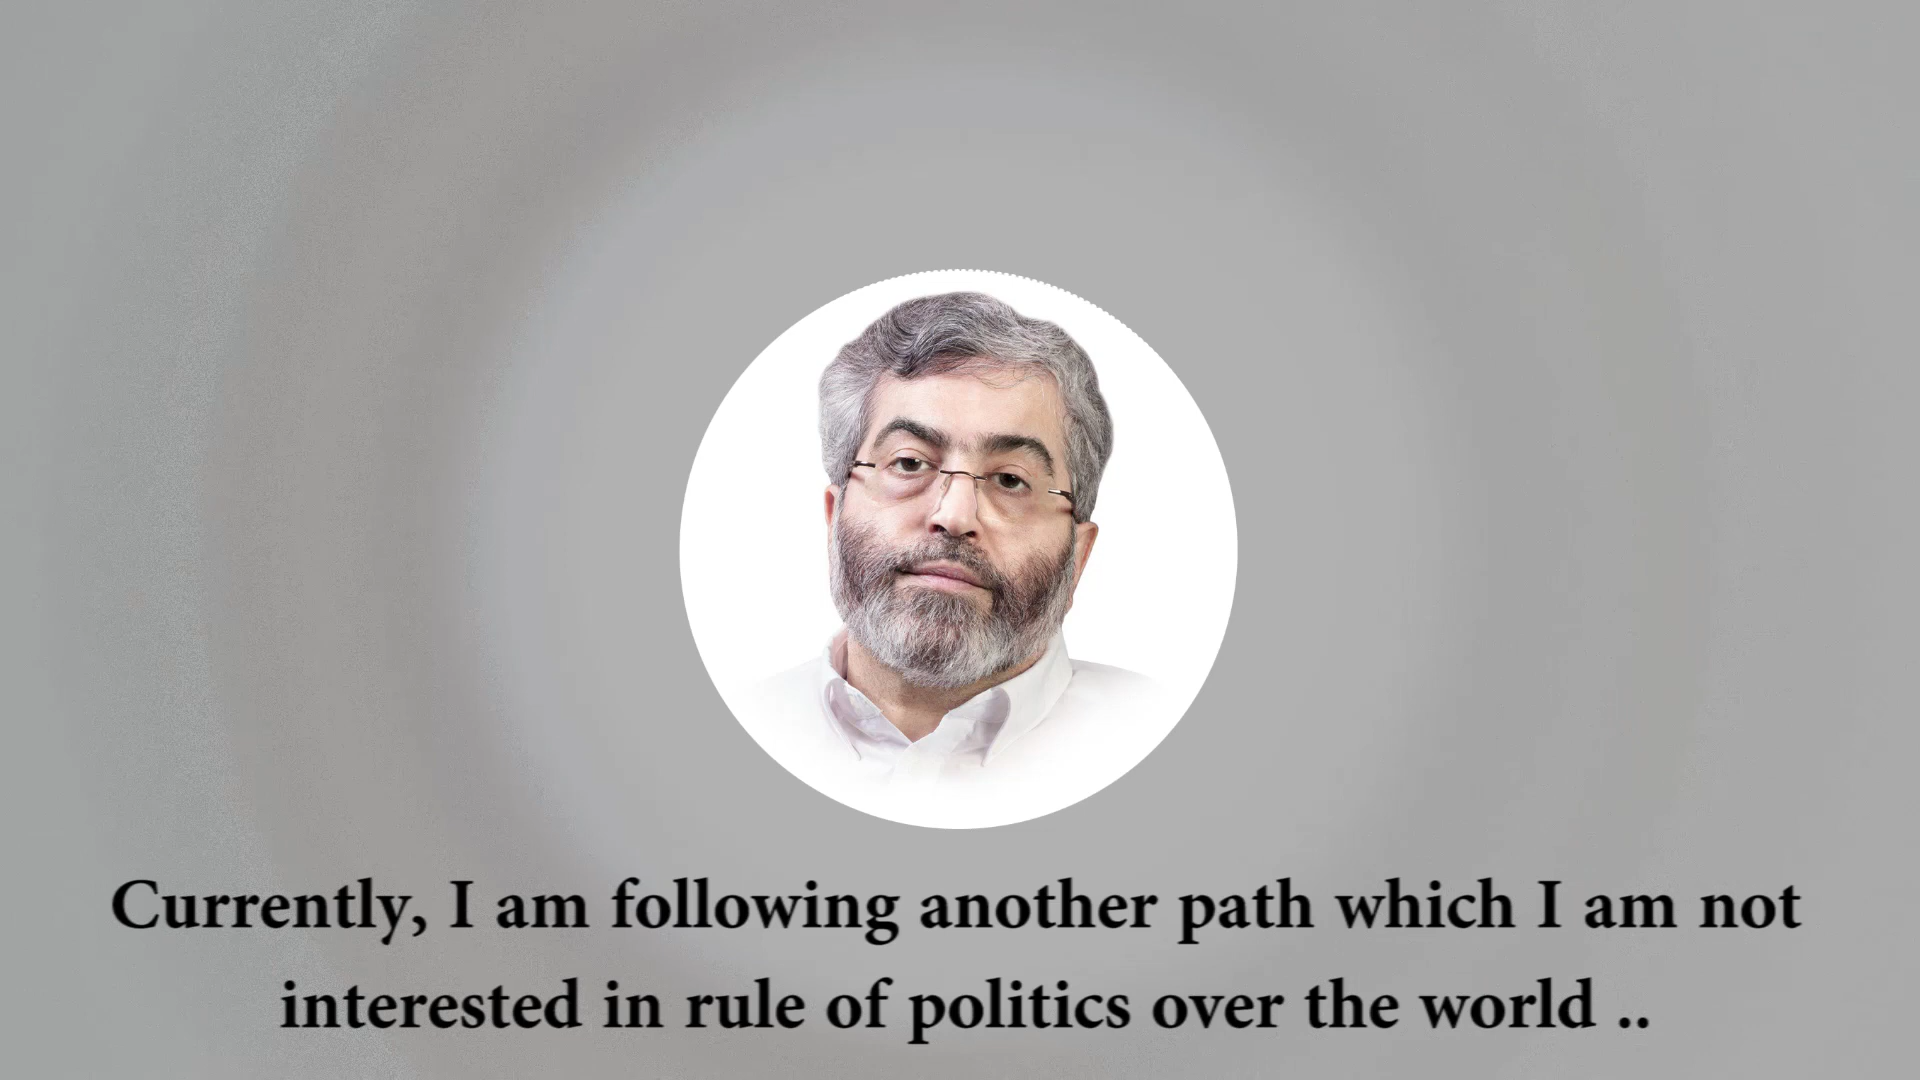 Currently, I am following another path which I am not
interested in rule of politics over the world ..